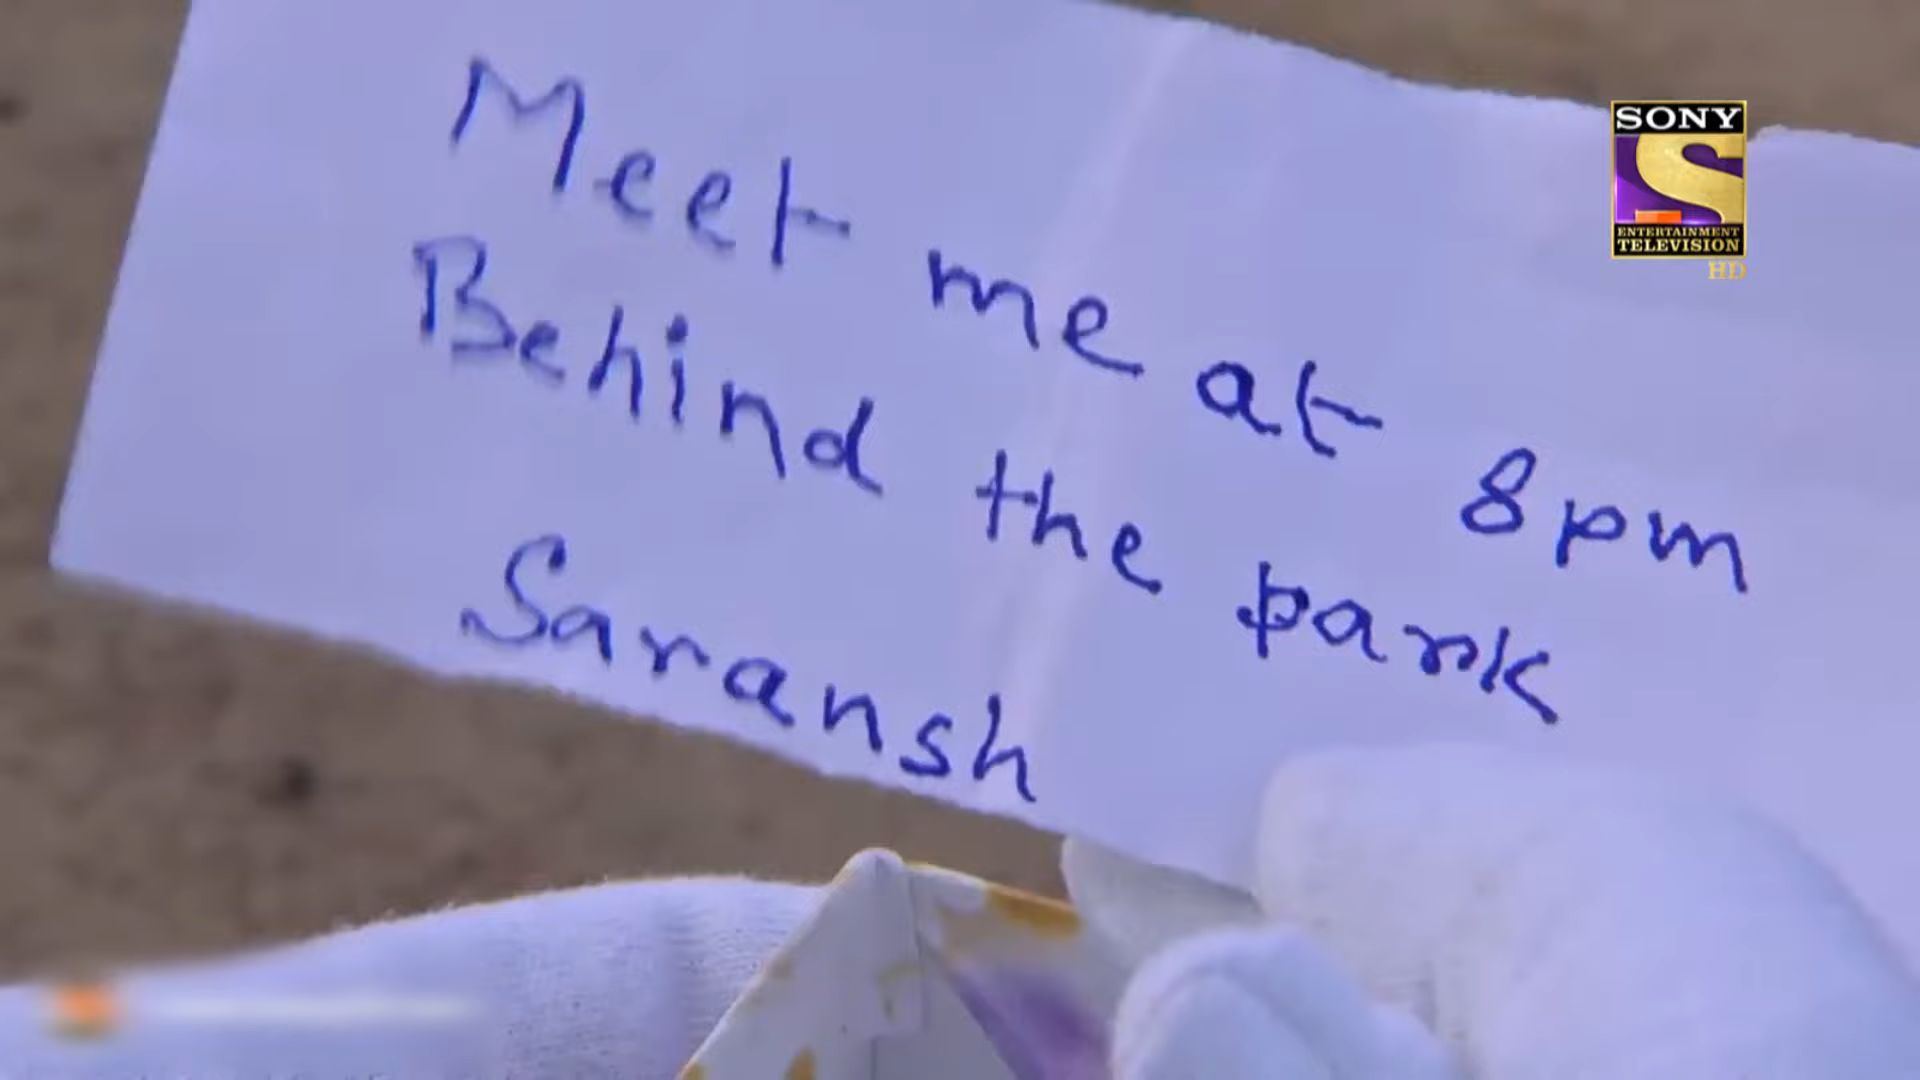 Meet me at 8pm
Behind the park
Saransh
SONY
ENTERTAINMENT
TELEVISION
HD